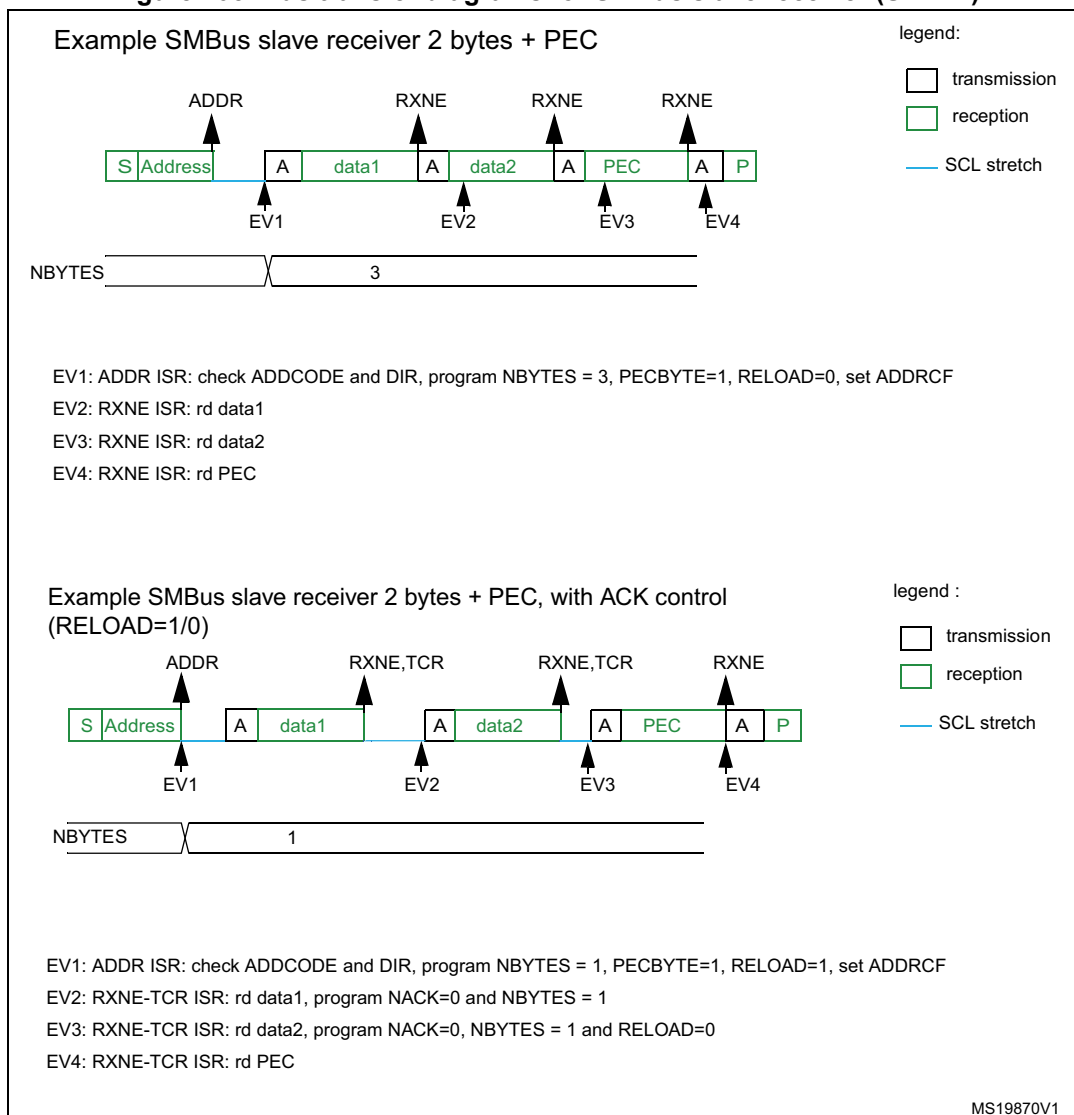 Example SMBus slave receiver 2 bytes + PEC
legend:
transmission
reception
SCL stretch
ADDR RXNE RXNE RXNE
S Address A data1 A data2 A PEC A P
EV1 EV2 EV3 EV4
NBYTES 3
EV1: ADDR ISR: check ADDCODE and DIR, program NBYTES = 3, PECBYTE=1, RELOAD=0, set ADDRCF
EV2: RXNE ISR: rd data1
EV3: RXNE ISR: rd data2
EV4: RXNE ISR: rd PEC
Example SMBus slave receiver 2 bytes + PEC, with ACK control
(RELOAD=1/0)
legend :
transmission
reception
SCL stretch
ADDR RXNE,TCR RXNE,TCR RXNE
S Address A data1 A data2 A PEC A P
EV1 EV2 EV3 EV4
NBYTES 1
EV1: ADDR ISR: check ADDCODE and DIR, program NBYTES = 1, PECBYTE=1, RELOAD=1, set ADDRCF
EV2: RXNE-TCR ISR: rd data1, program NACK=0 and NBYTES = 1
EV3: RXNE-TCR ISR: rd data2, program NACK=0, NBYTES = 1 and RELOAD=0
EV4: RXNE-TCR ISR: rd PEC
MS19870V1